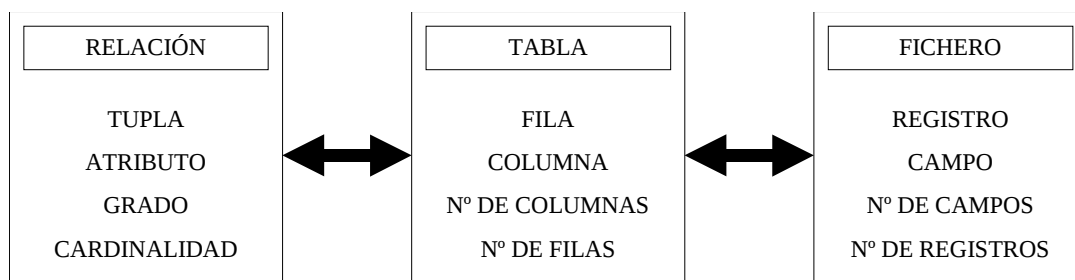 RELACIÓN
TUPLA
ATRIBUTO
GRADO
CARDINALIDAD
TABLA
FILA
COLUMNA
Nº DE COLUMNAS
Nº DE FILAS
FICHERO
REGISTRO
CAMPO
Nº DE CAMPOS
Nº DE REGISTROS